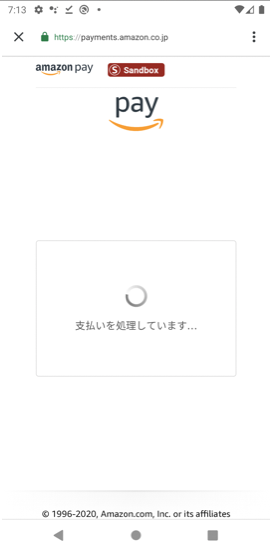 7:13
https://payments.amazon.co.jp
amazon pay
S Sandbox
pay
支払いを処理しています...
© 1996-2020, Amazon.com, Inc. or its affiliates